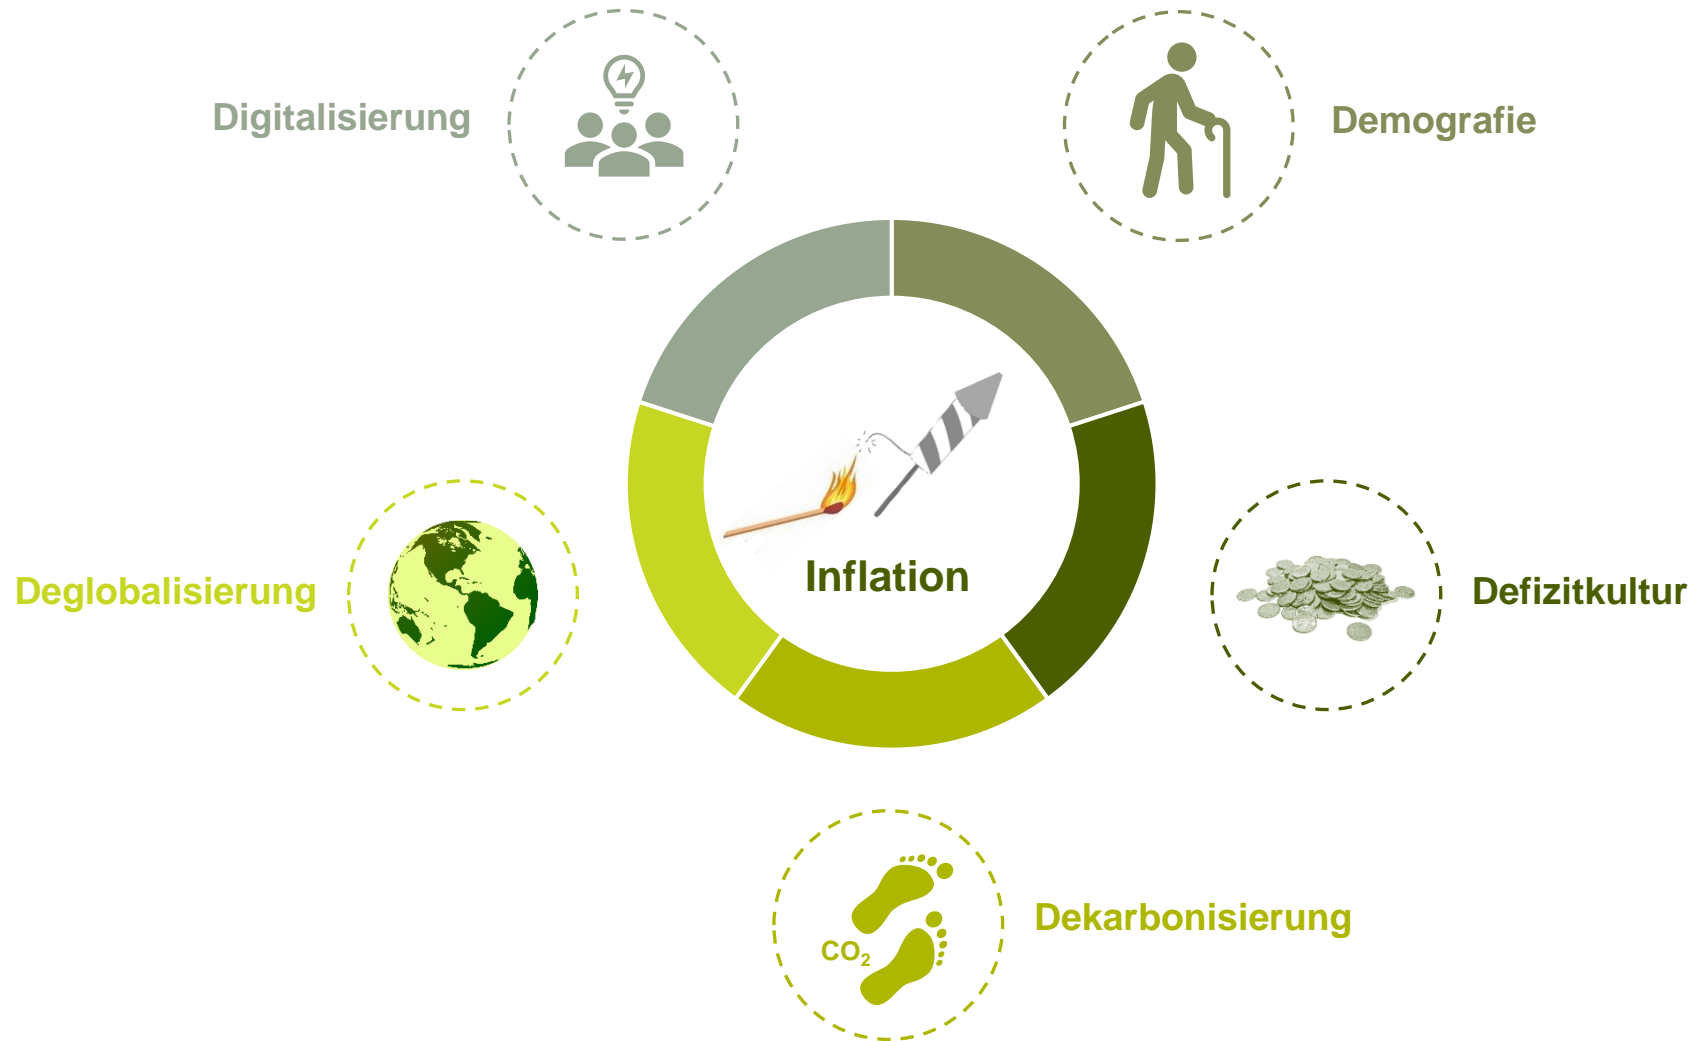 Digitalisierung
Demografie
Inflation
Deglobalisierung
Defizitkultur
Dekarbonisierung
CO₂